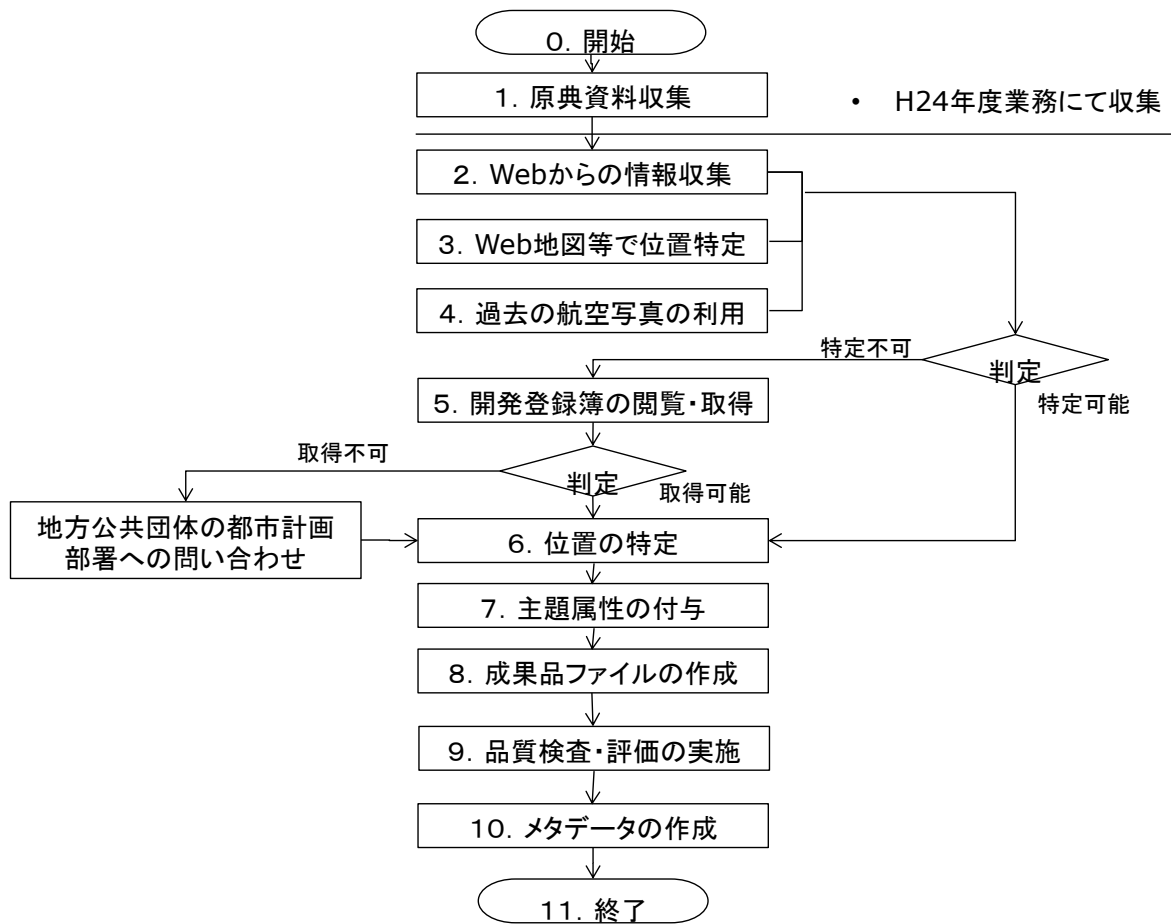 0. 開始
1. 原典資料収集
• H24年度業務にて収集
2. Webからの情報収集
3. Web地図等で位置特定
4. 過去の航空写真の利用
特定不可
判定
特定可能
5. 開発登録簿の閲覧・取得
取得不可
判定
取得可能
地方公共団体の都市計画
部署への問い合わせ
6. 位置の特定
7. 主題属性の付与
8. 成果品ファイルの作成
9. 品質検査・評価の実施
10. メタデータの作成
11. 終了